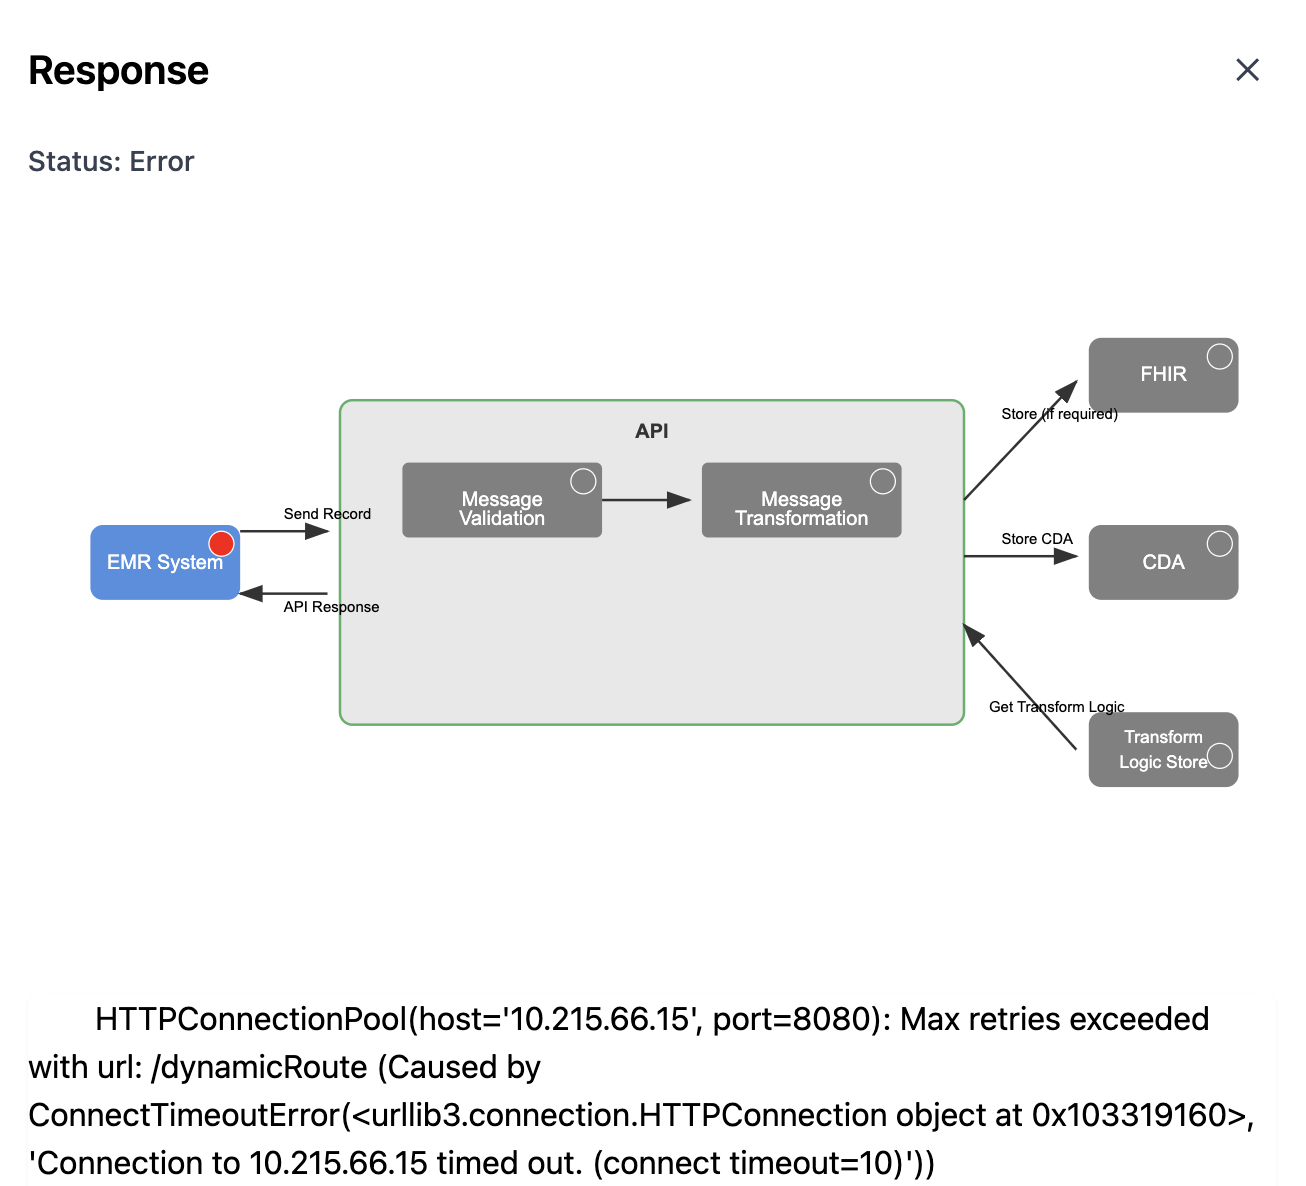 Response
Status: Error
FHIR
Store (if required)
API
Message
Validation
Message
Transformation
Send Record
EMR System
API Response
Store CDA
CDA
Get Transform Logic
Transform
Logic Store
HTTPConnectionPool(host='10.215.66.15', port=8080): Max retries exceeded
with url: /dynamicRoute (Caused by
ConnectTimeoutError(<urllib3.connection.HTTPConnection object at 0x103319160>,
'Connection to 10.215.66.15 timed out. (connect timeout=10)'))